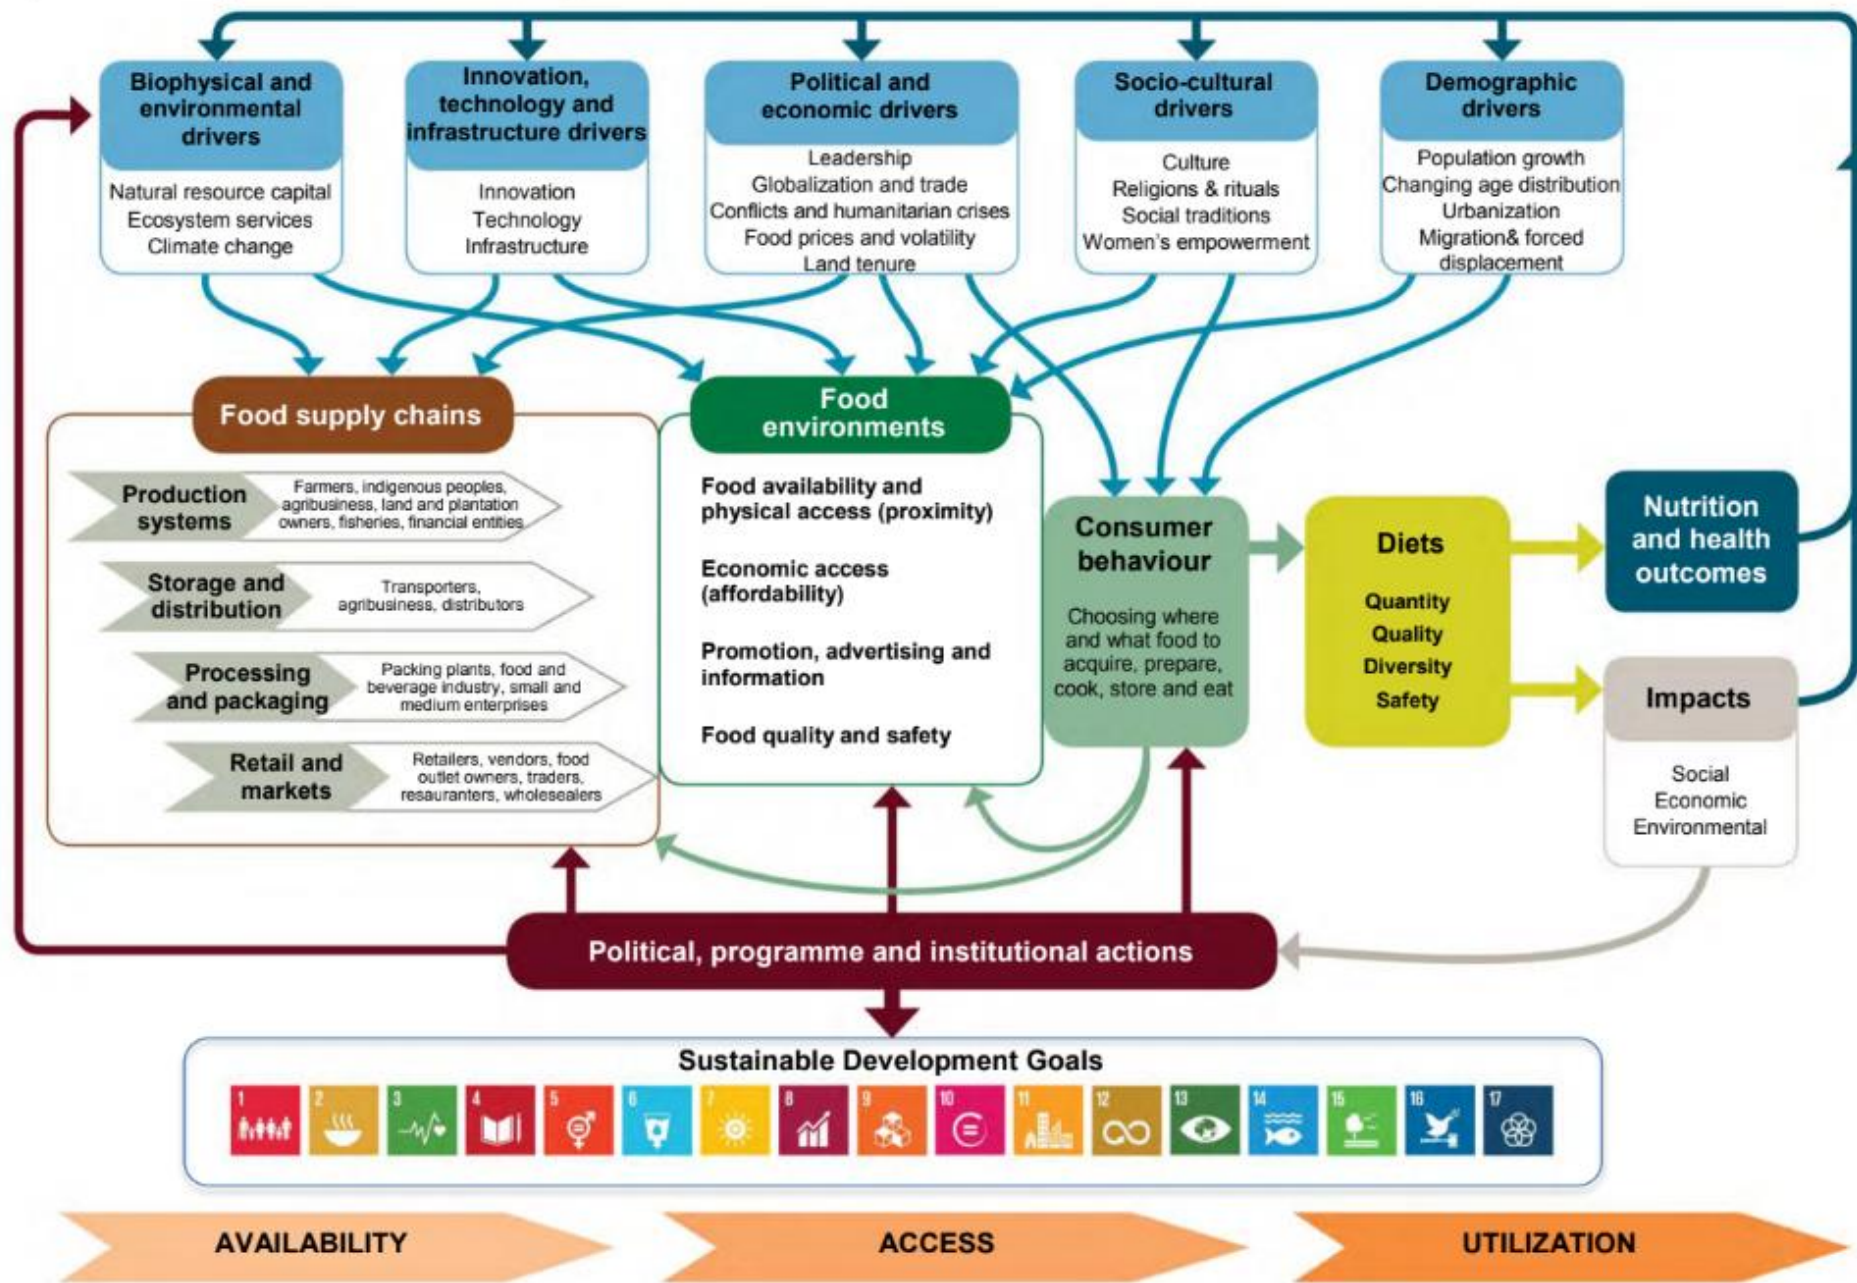 Biophysical and
environmental
drivers
Natural resource capital
Ecosystem services
Climate change
Innovation,
technology and
infrastructure drivers
Innovation
Technology
Infrastructure
Political and
economic drivers
Leadership
Globalization and trade
Conflicts and humanitarian crises
Food prices and volatility
Land tenure
Socio-cultural
drivers
Culture
Religions & rituals
Social traditions
Women's empowerment
Demographic
drivers
Population growth
Changing age distribution
Urbanization
Migration& forced
displacement
Food supply chains
Production
systems
Farmers, indigenous peoples,
agribusiness, land and plantation
owners, fisheries, financial entities
Storage and
distribution
Transporters,
agribusiness, distributors
Processing
and packaging
Packing plants, food and
beverage industry, small and
medium enterprises
Retail and
markets
Retailers, vendors, food
outlet owners, traders,
resauranters, wholesealers
Food
environments
Food availability and
physical access (proximity)
Economic access
(affordability)
Promotion, advertising and
information
Food quality and safety
Consumer
behaviour
Choosing where
and what food to
acquire, prepare,
cook, store and eat
Diets
Quantity
Quality
Diversity
Safety
Nutrition
and health
outcomes
Impacts
Social
Economic
Environmental
Political, programme and institutional actions
Sustainable Development Goals
1 2 3 4 5 6 7 8 9 10 11 12 13 14 15 16 17
AVAILABILITY ACCESS UTILIZATION